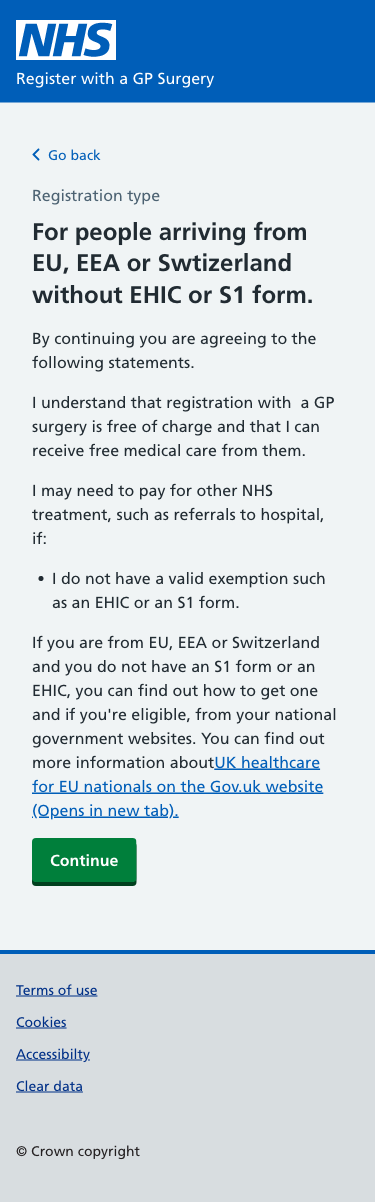 NHS
Register with a GP Surgery
Go back
Registration type
For people arriving from
EU, EEA or Swtizerland
without EHIC or S1 form.
By continuing you are agreeing to the
following statements.
I understand that registration with  a GP
surgery is free of charge and that I can
receive free medical care from them.
I may need to pay for other NHS
treatment, such as referrals to hospital,
if:
• I do not have a valid exemption such
as an EHIC or an S1 form.
If you are from EU, EEA or Switzerland
and you do not have an S1 form or an
EHIC, you can find out how to get one
and if you're eligible, from your national
government websites. You can find out
more information aboutUK healthcare
for EU nationals on the Gov.uk website
(Opens in new tab).
Continue
Terms of use
Cookies
Accessibilty
Clear data
© Crown copyright